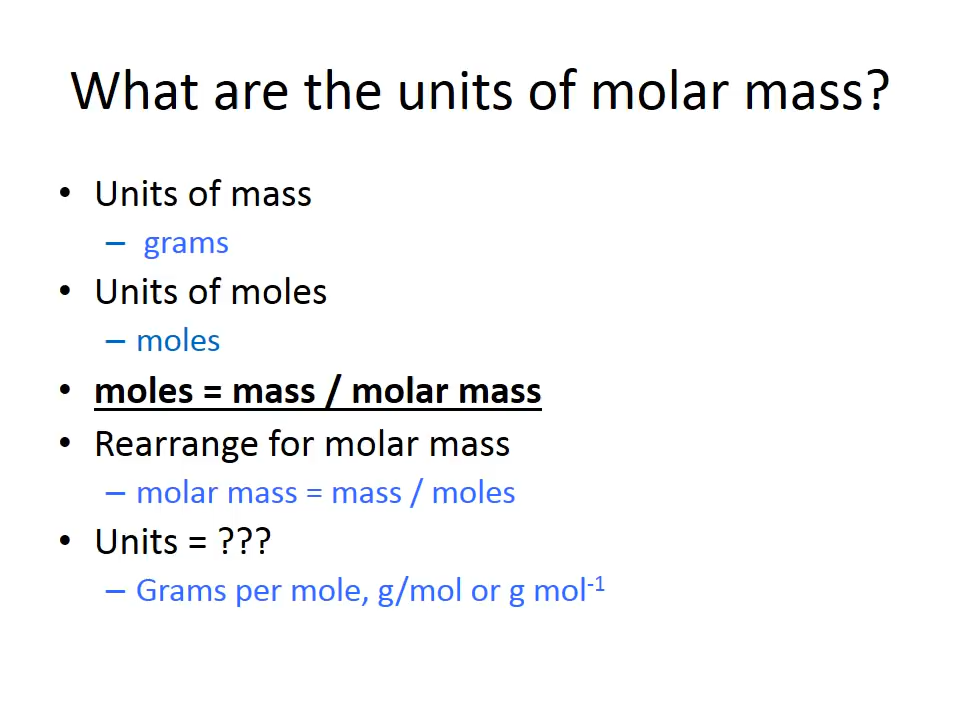 What are the units of molar mass?
• Units of mass
– grams
• Units of moles
– moles
• moles = mass / molar mass
• Rearrange for molar mass
– molar mass = mass / moles
• Units = ???
– Grams per mole, g/mol or g mol⁻¹